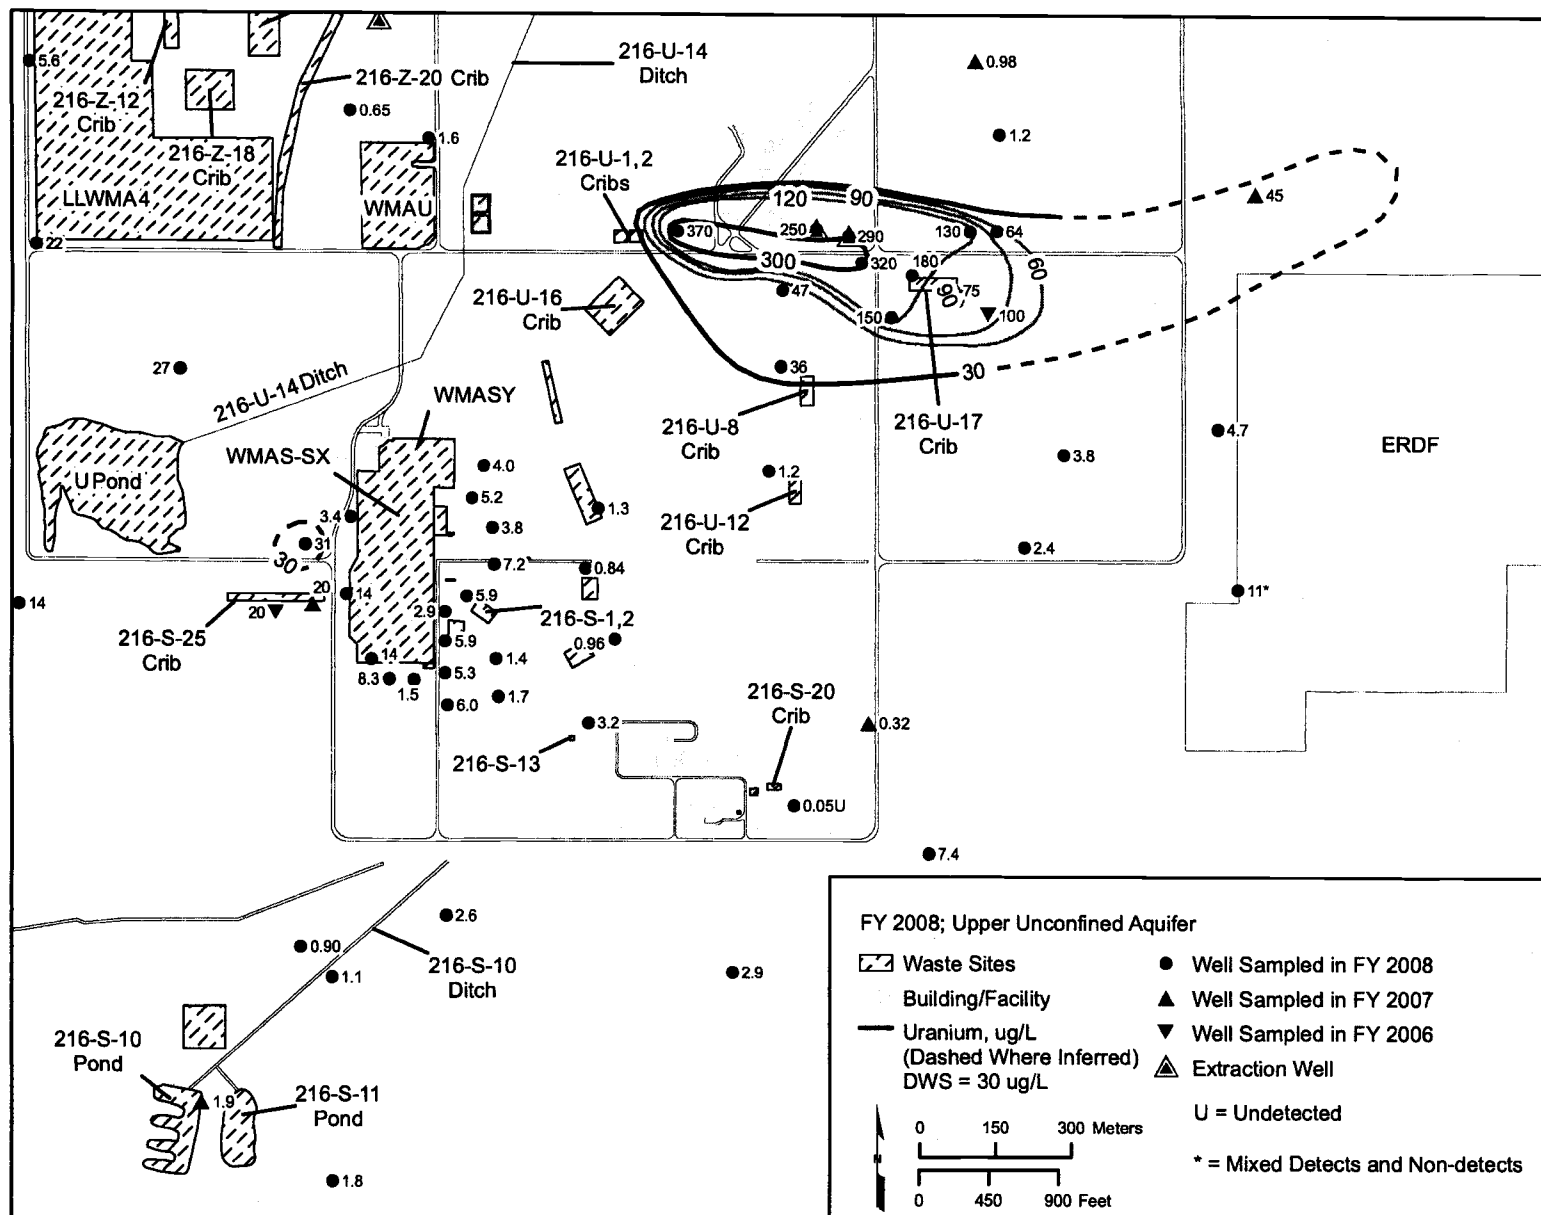 5.6
216-Z-12
Crib
216-Z-20 Crib
216-U-14
Ditch
0.98
0.65
1.6
1.2
216-Z-18
Crib
216-U-1,2
Cribs
LLWMA4
WMAU
120
90
45
22
370
250
290
130
64
300
320
180
60
47
75
90
216-U-16
Crib
150
100
27
216-U-14 Ditch
36
30
WMASY
216-U-8
Crib
216-U-17
Crib
4.7
ERDF
WMAS-SX
4.0
1.2
3.8
U Pond
5.2
1.3
3.4
3.8
216-U-12
Crib
2.4
31
30
7.2
0.84
14
20
20
14
5.9
11*
2.9
216-S-1,2
216-S-25
Crib
5.9
0.96
14
1.4
8.3
1.5
5.3
6.0
1.7
216-S-20
Crib
3.2
0.32
216-S-13
0.05U
7.4
2.6
0.90
1.1
216-S-10
Ditch
2.9
216-S-10
Pond
1.9
216-S-11
Pond
1.8
FY 2008; Upper Unconfined Aquifer
Waste Sites
Building/Facility
Uranium, ug/L
(Dashed Where Inferred)
DWS = 30 ug/L
Well Sampled in FY 2008
Well Sampled in FY 2007
Well Sampled in FY 2006
Extraction Well
U = Undetected
* = Mixed Detects and Non-detects
0 150 300 Meters
0 450 900 Feet